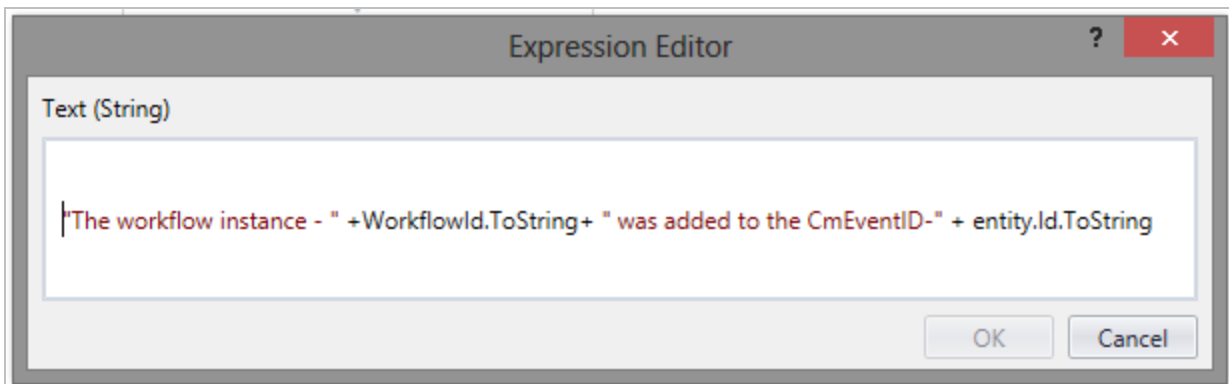 Expression Editor
?
×
Text (String)
"The workflow instance - " +WorkflowId.ToString+ " was added to the CmEventID-" + entity.Id.ToString
OK
Cancel